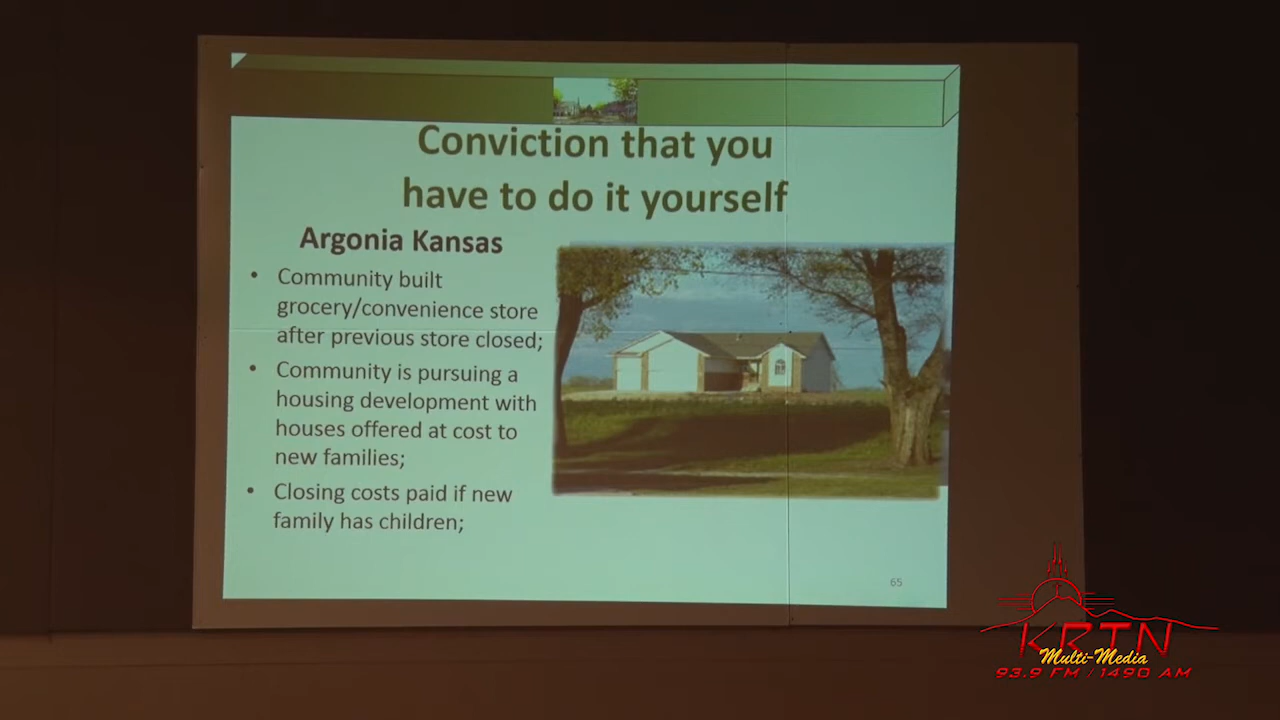 Conviction that you
have to do it yourself
Argonia Kansas
• Community built
grocery/convenience store
after previous store closed;
• Community is pursuing a
housing development with
houses offered at cost to
new families;
• Closing costs paid if new
family has children;
65
KRTN
Multi-Media
93.9 FM / 1490 AM